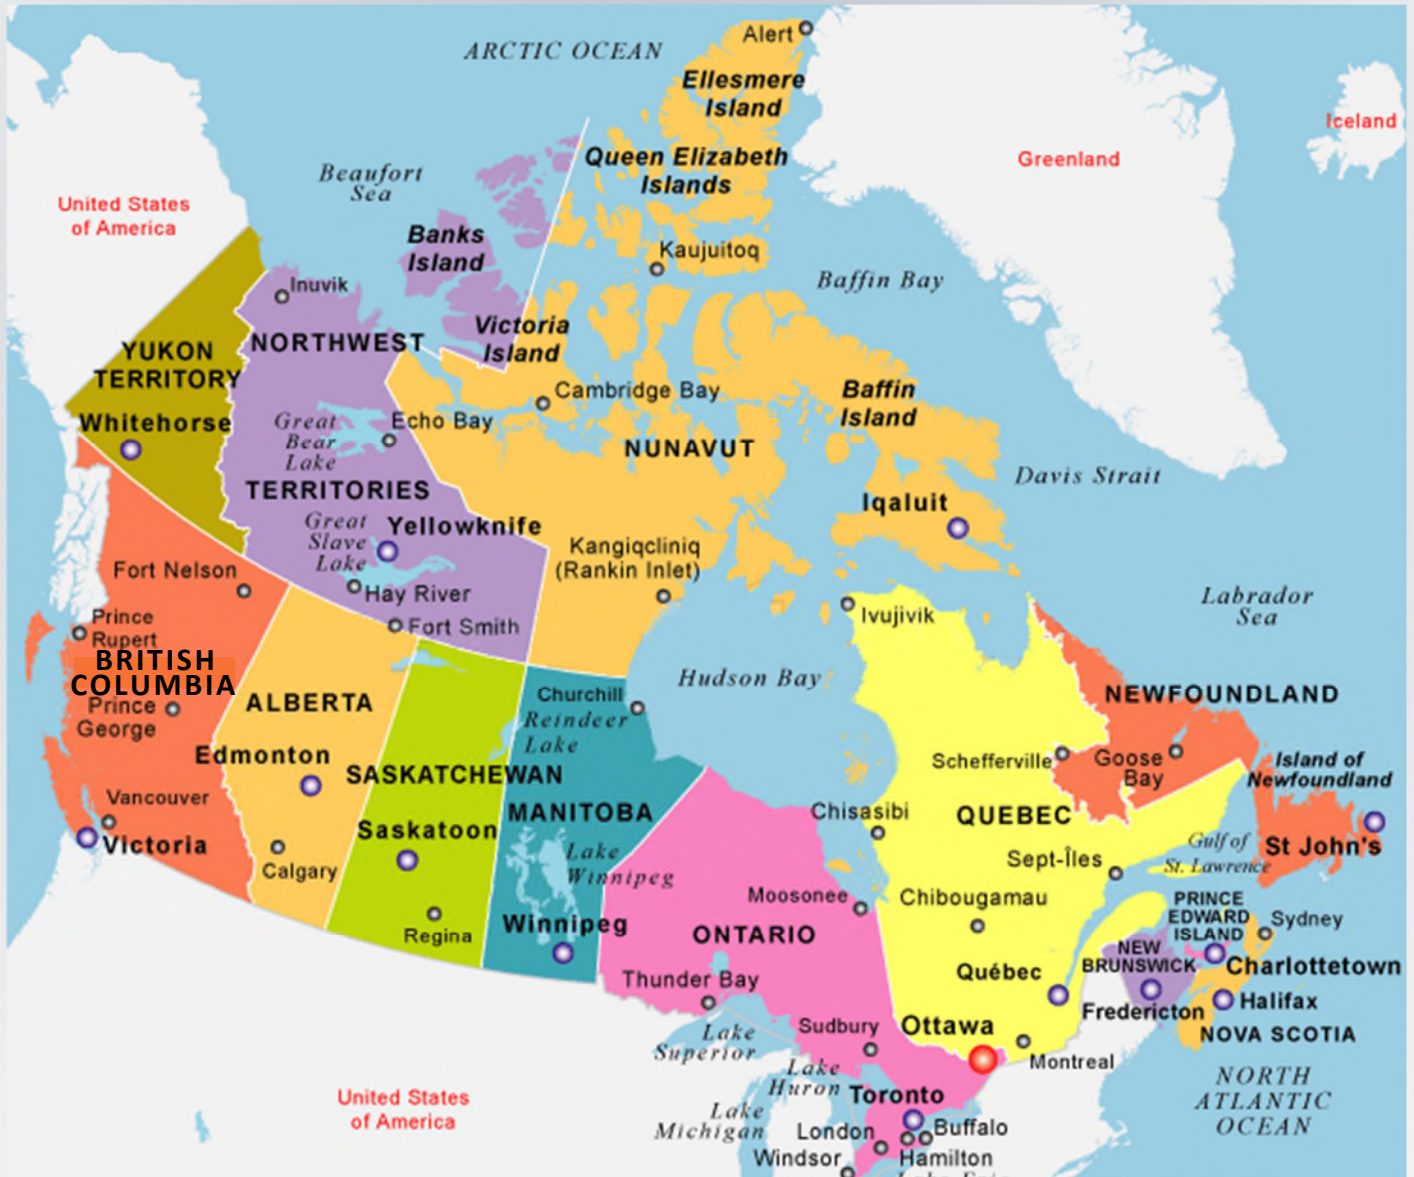 Alert
ARCTIC OCEAN
Ellesmere
Island
Iceland
Queen Elizabeth
Islands
Greenland
Beaufort
Sea
United States
of America
Banks
Island
Kaujuitoq
Baffin Bay
Inuvik
Victoria
Island
NORTHWEST
YUKON
TERRITORY
Cambridge Bay
Baffin
Island
Whitehorse
Great
Bear
Lake
Echo Bay
NUNAVUT
Davis Strait
TERRITORIES
Iqaluit
Great
Slave
Lake
Yellowknife
Kangiqcliniq
(Rankin Inlet)
Fort Nelson
Hay River
Labrador
Sea
Prince
Rupert
Fort Smith
Ivujivik
BRITISH
COLUMBIA
Hudson Bay
ALBERTA
Churchill
NEWFOUNDLAND
Prince
George
Reindeer
Lake
Edmonton
Schefferville
Goose
Bay
Island of
Newfoundland
SASKATCHEWAN
Vancouver
MANITOBA
Chisasibi
QUEBEC
Victoria
Saskatoon
Lake
Winnipeg
Sept-Îles
Gulf of
St. Lawrence
St John's
Calgary
Moosonee
Chibougamau
PRINCE
EDWARD
ISLAND
Sydney
Regina
Winnipeg
ONTARIO
NEW
BRUNSWICK
Charlottetown
Thunder Bay
Québec
Fredericton
Halifax
Lake
Superior
Sudbury
Ottawa
Montreal
NOVA SCOTIA
Lake
Huron
NORTH
ATLANTIC
OCEAN
United States
of America
Toronto
Lake
Michigan
London
Buffalo
Windsor
Hamilton
Lake Erie